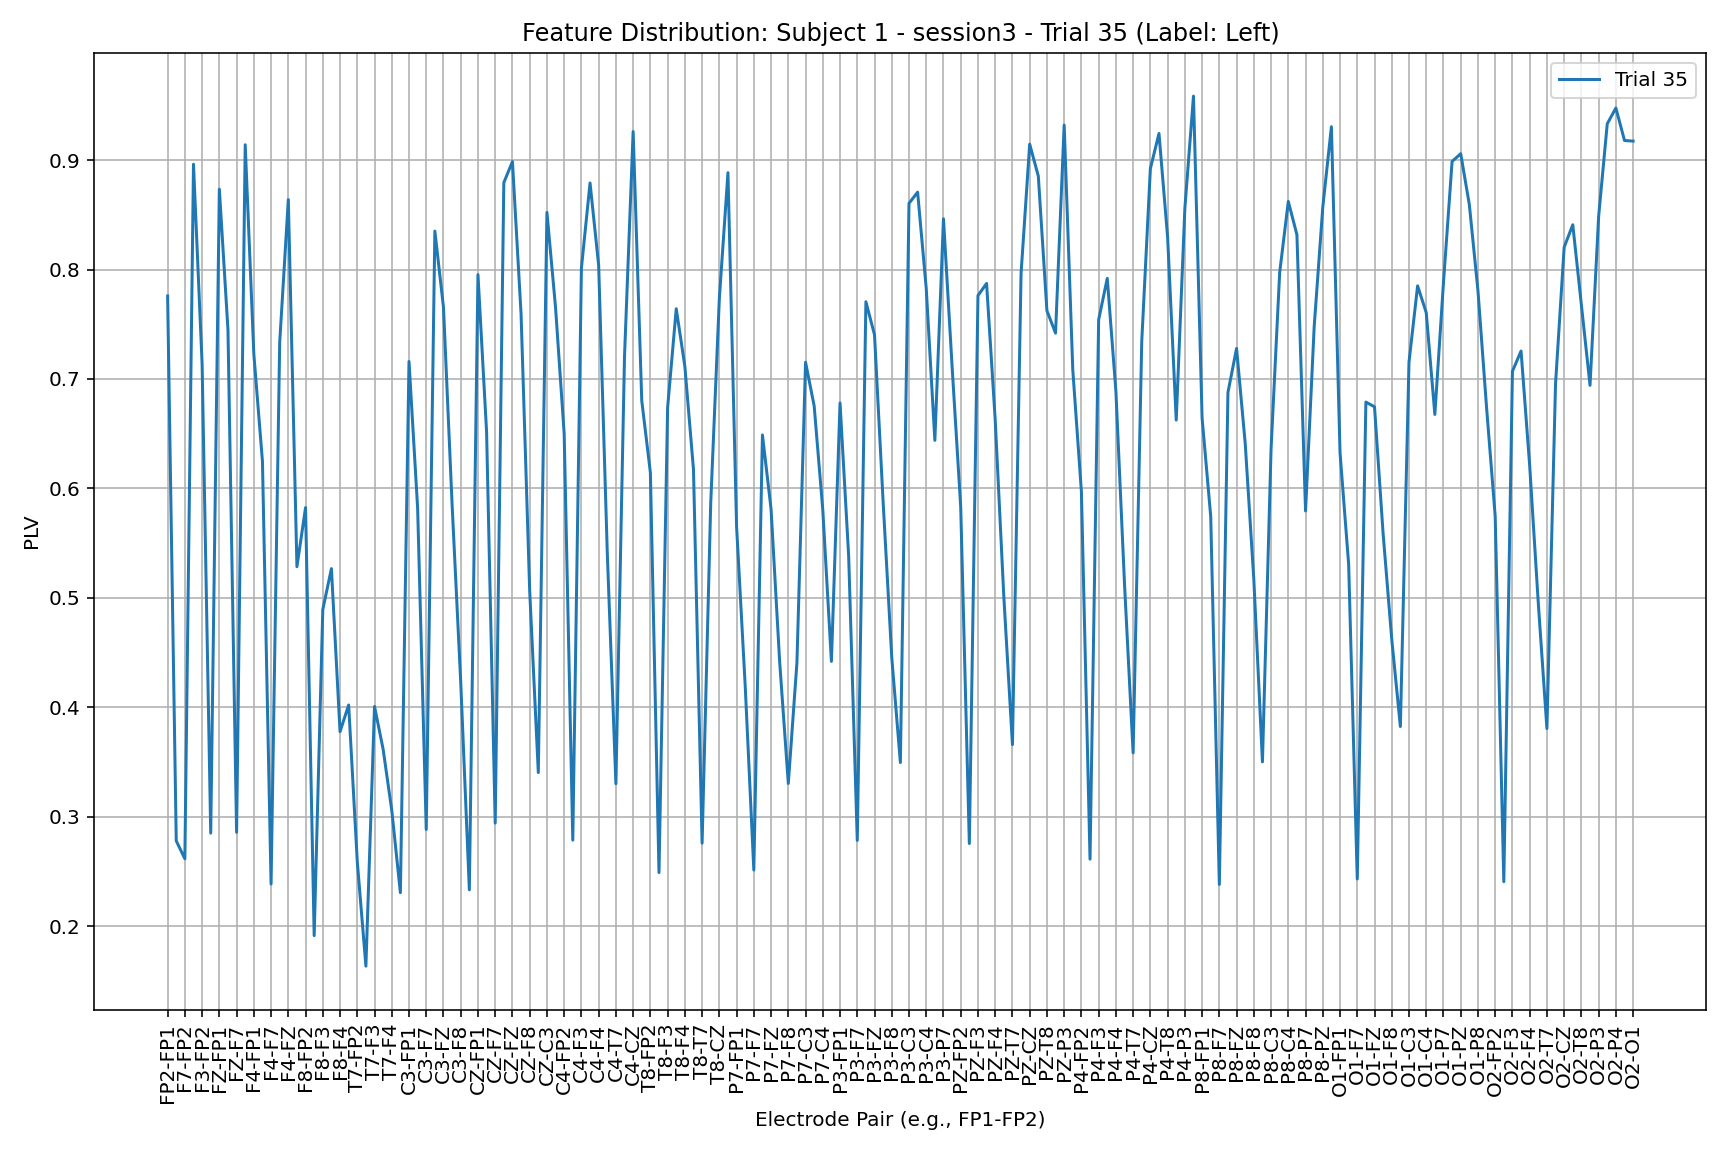 Feature Distribution: Subject 1 - session3 - Trial 35 (Label: Left)
Trial 35
PLV
0.9
0.8
0.7
0.6
0.5
0.4
0.3
0.2
FP2-FP1
F7-FP2
F3-FP2
FZ-FP1
FZ-F7
F4-FP1
F4-F7
F4-FZ
F8-FP2
F8-F3
F8-F4
T7-FP2
T7-F3
T7-F4
C3-FP1
C3-F7
C3-FZ
C3-F8
CZ-FP1
CZ-F7
CZ-FZ
CZ-F8
CZ-C3
C4-FP2
C4-F3
C4-F4
C4-T7
C4-CZ
T8-FP2
T8-F3
T8-F4
T8-T7
T8-CZ
P7-FP1
P7-F7
P7-FZ
P7-F8
P7-C3
P7-C4
P3-FP1
P3-F7
P3-FZ
P3-F8
P3-C3
P3-C4
P3-P7
PZ-FP2
PZ-F3
PZ-F4
PZ-T7
PZ-CZ
PZ-T8
PZ-P3
P4-FP2
P4-F3
P4-F4
P4-T7
P4-CZ
P4-T8
P4-P3
P8-FP1
P8-F7
P8-FZ
P8-F8
P8-C3
P8-C4
P8-P7
P8-PZ
O1-FP1
O1-F7
O1-FZ
O1-F8
O1-C3
O1-C4
O1-P7
O1-PZ
O1-P8
O2-FP2
O2-F3
O2-F4
O2-T7
O2-CZ
O2-T8
O2-P3
O2-P4
O2-O1
Electrode Pair (e.g., FP1-FP2)